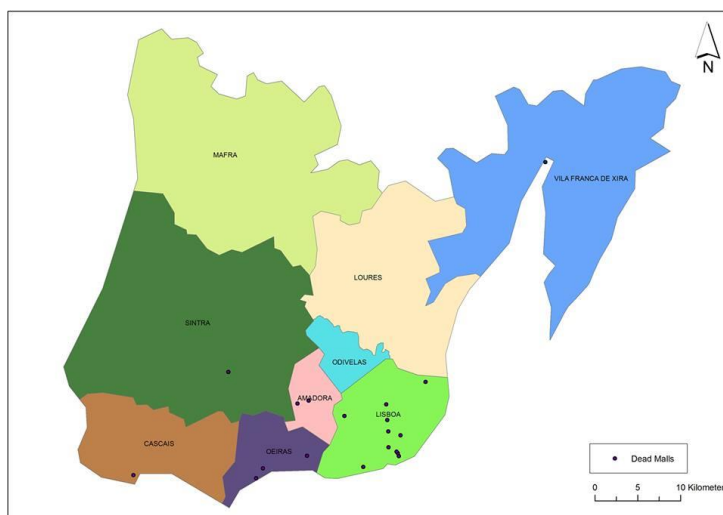 N
MAFRA
VILA FRANCA DE XIRA
LOURES
SINTRA
ODIVELAS
AMADORA
LISBOA
CASCAIS
OEIRAS
Dead Malls
0 5 10 Kilometer